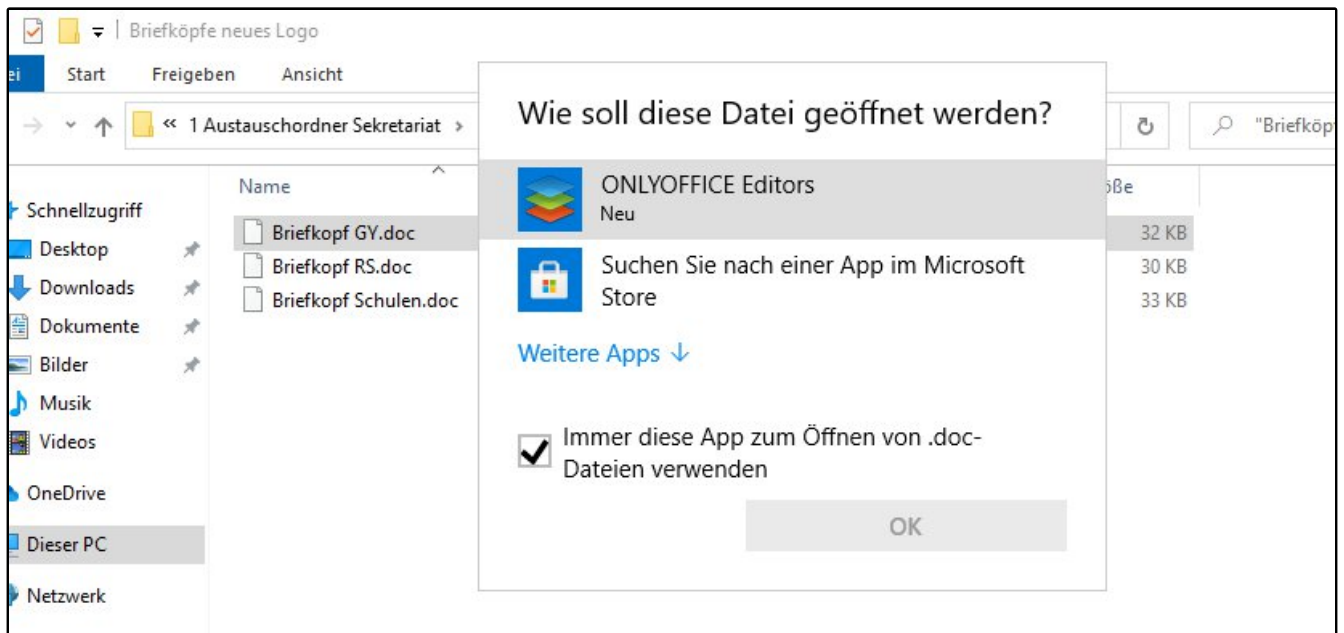 Briefköpfe neues Logo
ei Start Freigeben Ansicht
« 1 Austauschordner Sekretariat >
"Briefköp
Name
öße
Schnellzugriff
Desktop
Downloads
Dokumente
Bilder
Musik
Videos
OneDrive
Dieser PC
Netzwerk
Briefkopf GY.doc 32 KB
Briefkopf RS.doc 30 KB
Briefkopf Schulen.doc 33 KB
Wie soll diese Datei geöffnet werden?
ONLYOFFICE Editors
Neu
Suchen Sie nach einer App im Microsoft
Store
Weitere Apps
Immer diese App zum Öffnen von .doc-
Dateien verwenden
OK